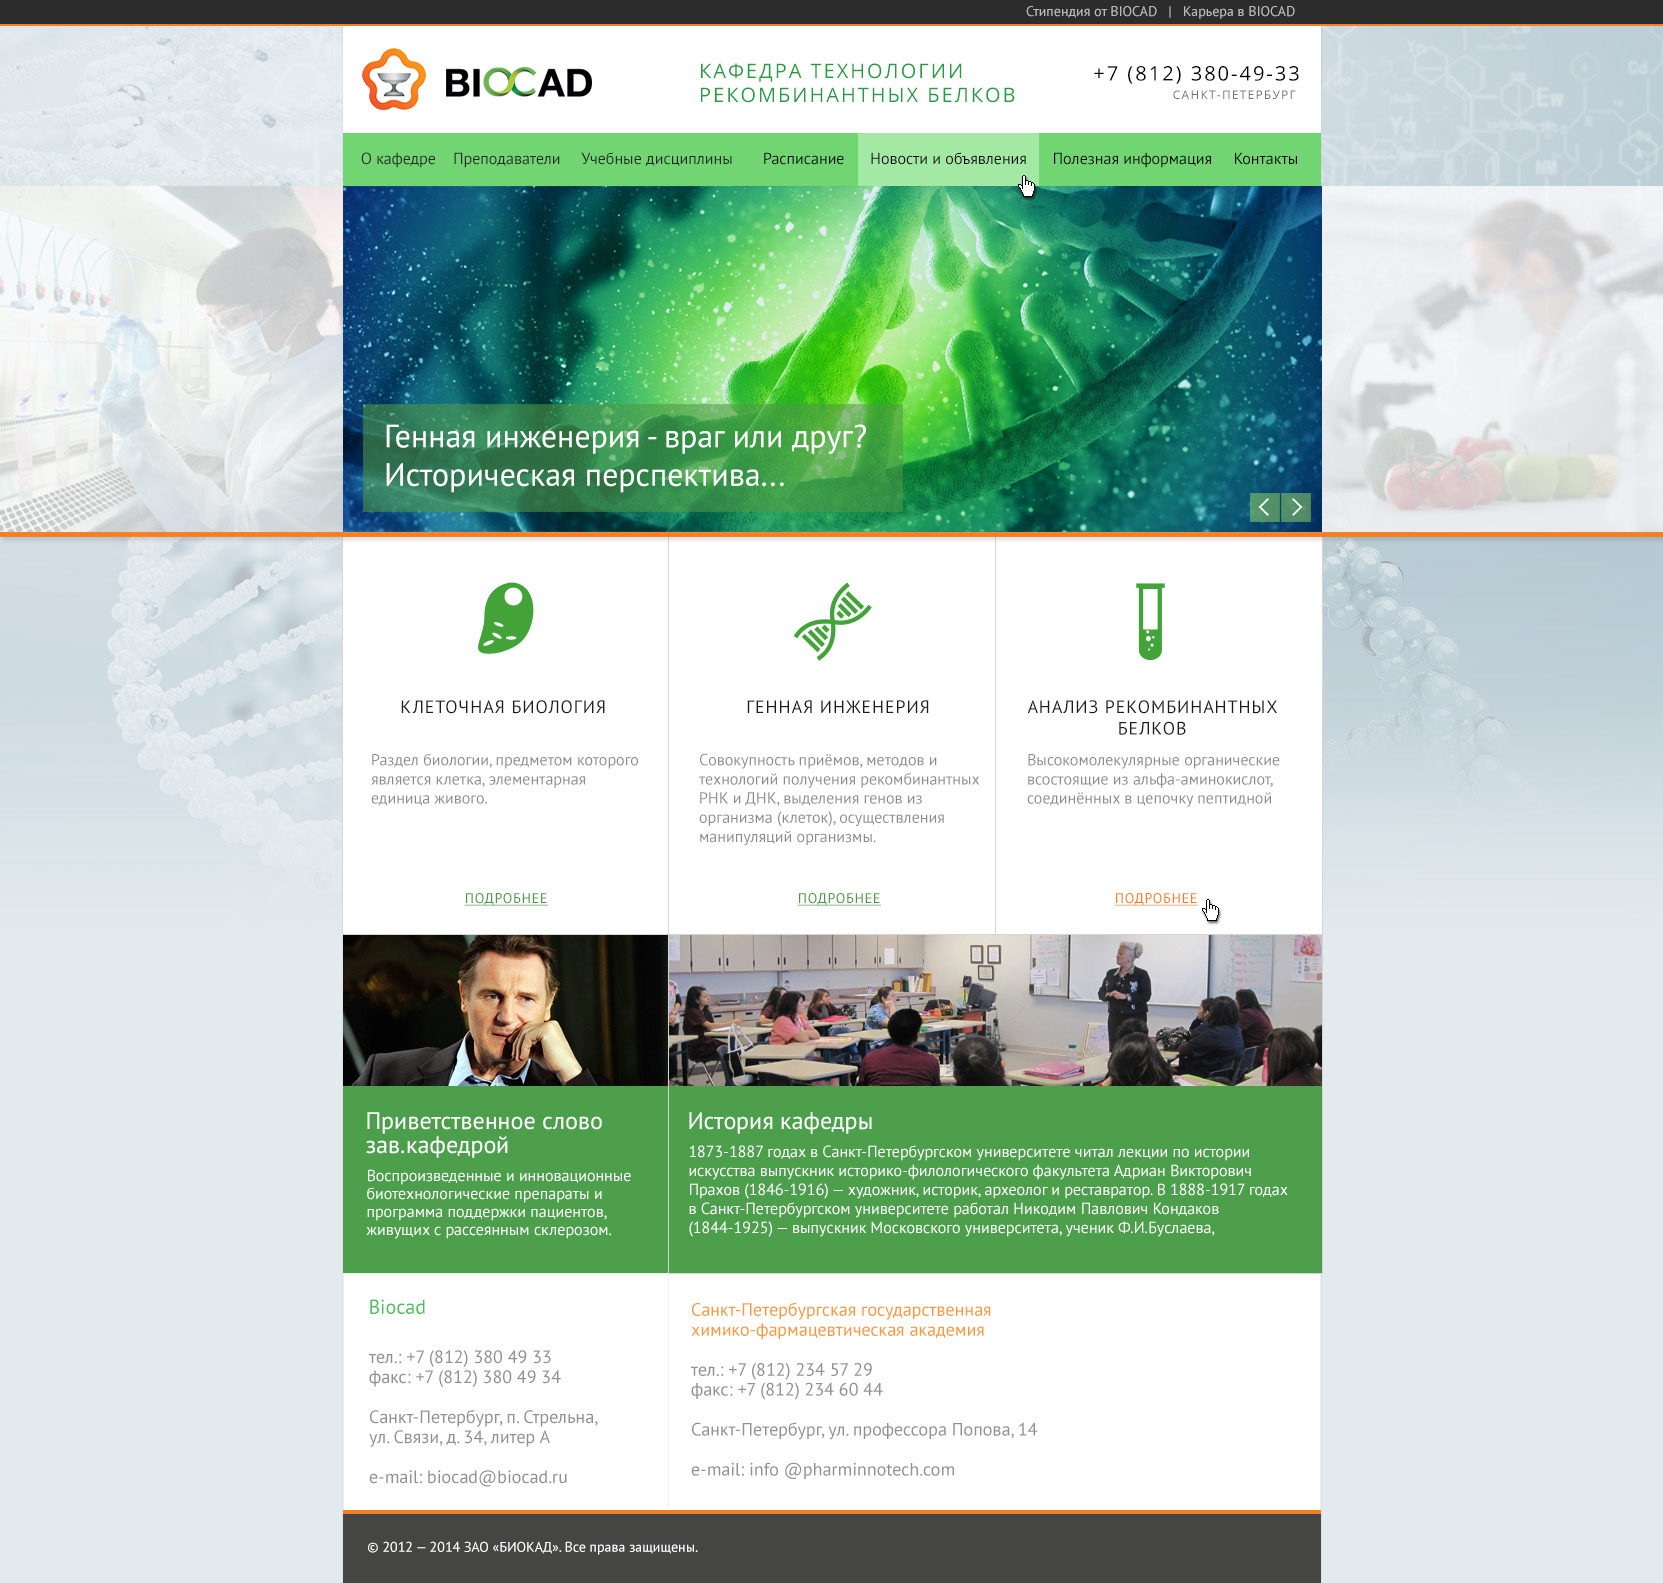 Стипендия от BIOCAD | Карьера в BIOCAD
BIOCAD
КАФЕДРА ТЕХНОЛОГИИ
РЕКОМБИНАНТНЫХ БЕЛКОВ
+7 (812) 380-49-33
САНКТ-ПЕТЕРБУРГ
О кафедре Преподаватели Учебные дисциплины Расписание Новости и объявления Полезная информация Контакты
Генная инженерия - враг или друг?
Историческая перспектива...
КЛЕТОЧНАЯ БИОЛОГИЯ
Раздел биологии, предметом которого
является клетка, элементарная
единица живого.
ПОДРОБНЕЕ
ГЕННАЯ ИНЖЕНЕРИЯ
Совокупность приёмов, методов и
технологий получения рекомбинантных
РНК и ДНК, выделения генов из
организма (клеток), осуществления
манипуляций организмы.
ПОДРОБНЕЕ
АНАЛИЗ РЕКОМБИНАНТНЫХ
БЕЛКОВ
Высокомолекулярные органические
всостоящие из альфа-аминокислот,
соединённых в цепочку пептидной
ПОДРОБНЕЕ
Приветственное слово
зав.кафедрой
Воспроизведенные и инновационные
биотехнологические препараты и
программа поддержки пациентов,
живущих с рассеянным склерозом.
История кафедры
1873-1887 годах в Санкт-Петербургском университете читал лекции по истории
искусства выпускник историко-филологического факультета Адриан Викторович
Прахов (1846-1916) — художник, историк, археолог и реставратор. В 1888-1917 годах
в Санкт-Петербургском университете работал Никодим Павлович Кондаков
(1844-1925) — выпускник Московского университета, ученик Ф.И.Буслаева,
Biocad
тел.: +7 (812) 380 49 33
факс: +7 (812) 380 49 34
Санкт-Петербург, п. Стрельна,
ул. Связи, д. 34, литер А
e-mail: biocad@biocad.ru
Санкт-Петербургская государственная
химико-фармацевтическая академия
тел.: +7 (812) 234 57 29
факс: +7 (812) 234 60 44
Санкт-Петербург, ул. профессора Попова, 14
e-mail: info @pharminnotech.com
© 2012 — 2014 ЗАО «БИОКАД». Все права защищены.